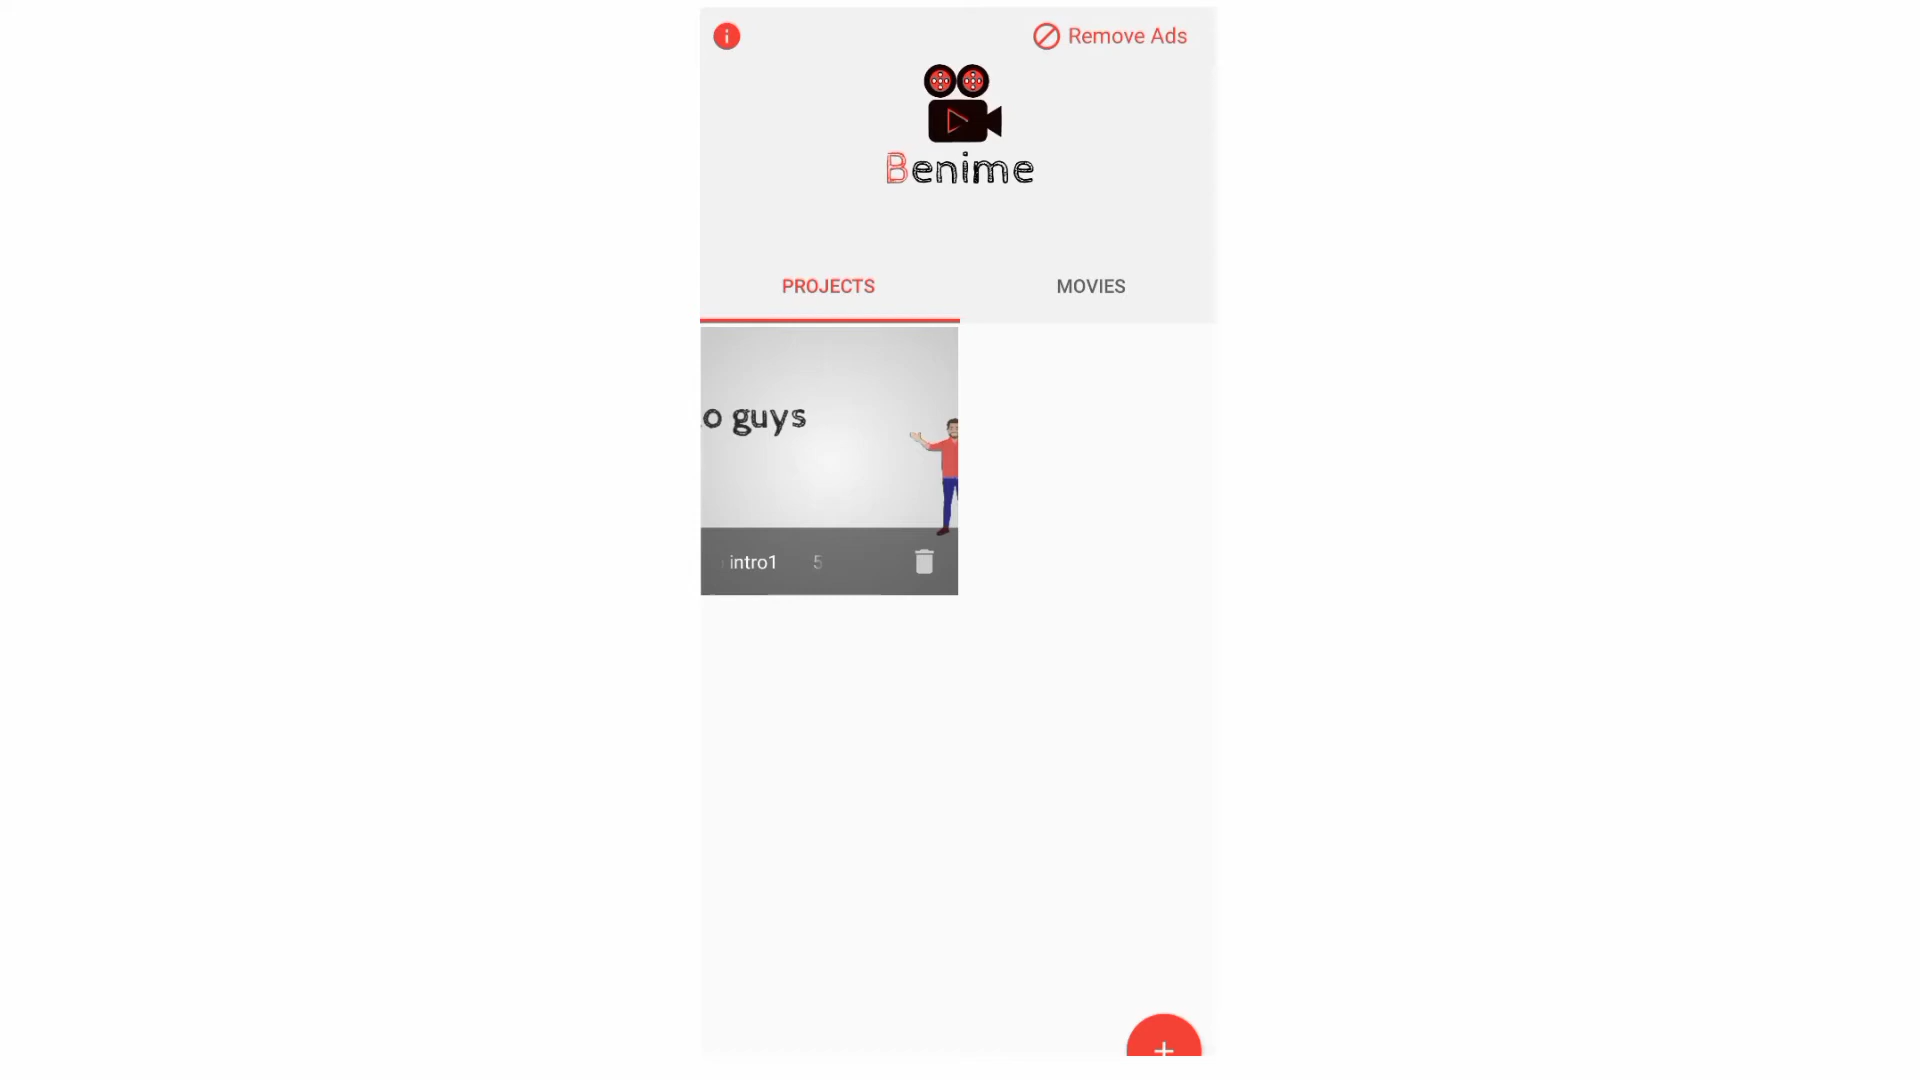 Remove Ads
Benime
PROJECTS
MOVIES
o guys
intro1 5